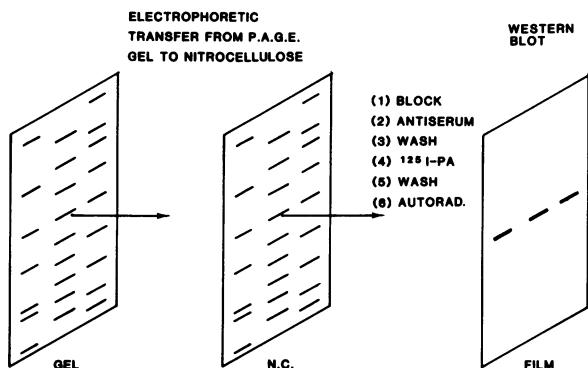 ELECTROPHORETIC
TRANSFER FROM P.A.G.E.
GEL TO NITROCELLULOSE
WESTERN
BLOT
(1) BLOCK
(2) ANTISERUM
(3) WASH
(4) ¹²⁵I-PA
(5) WASH
(6) AUTORAD.
GEL
N.C.
FILM